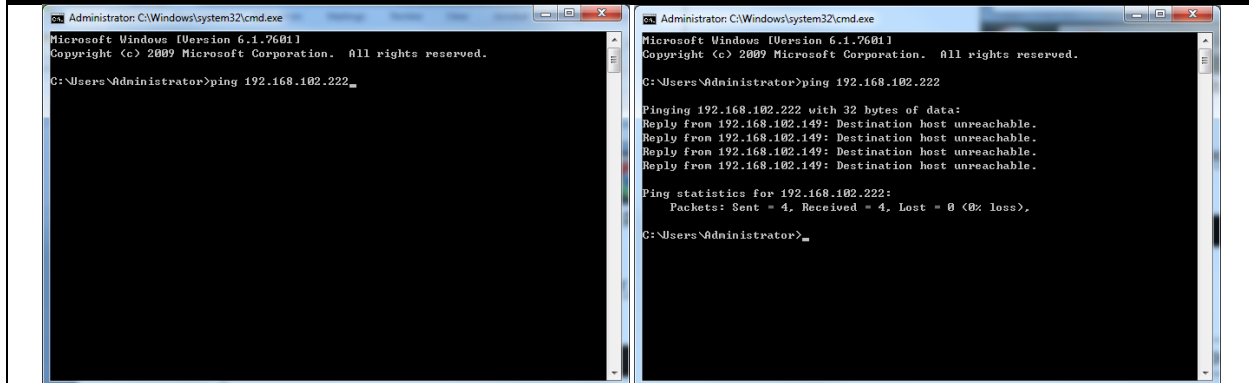 Administrator: C:\Windows\system32\cmd.exe
Microsoft Windows [Version 6.1.7601]
Copyright (c) 2009 Microsoft Corporation.  All rights reserved.
C:\Users\Administrator>ping 192.168.102.222_
Administrator: C:\Windows\system32\cmd.exe
Microsoft Windows [Version 6.1.7601]
Copyright (c) 2009 Microsoft Corporation.  All rights reserved.
C:\Users\Administrator>ping 192.168.102.222
Pinging 192.168.102.222 with 32 bytes of data:
Reply from 192.168.102.149: Destination host unreachable.
Reply from 192.168.102.149: Destination host unreachable.
Reply from 192.168.102.149: Destination host unreachable.
Reply from 192.168.102.149: Destination host unreachable.
Ping statistics for 192.168.102.222:
Packets: Sent = 4, Received = 4, Lost = 0 (0% loss),
C:\Users\Administrator>_